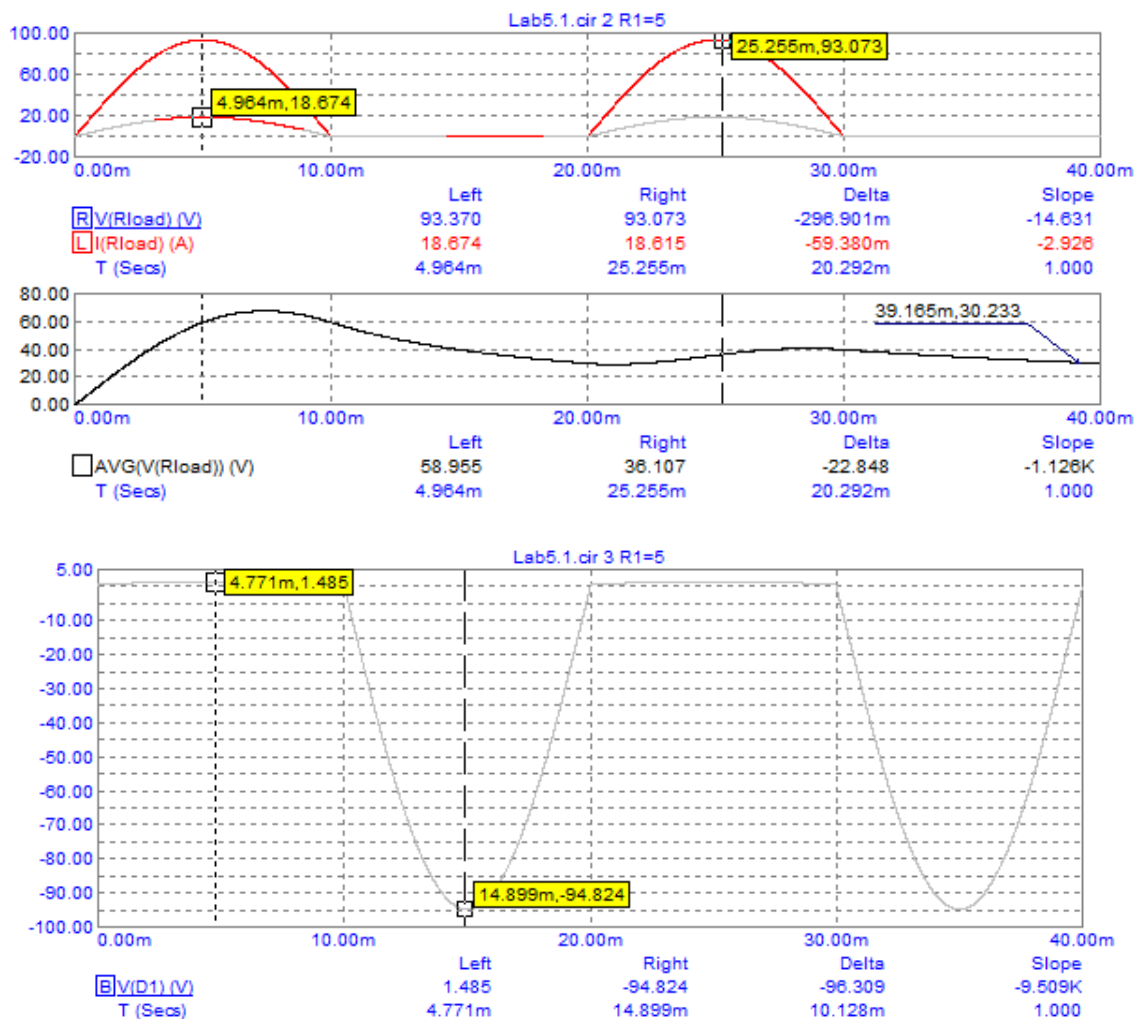 Lab5.1.cir 2 R1=5
100.00
60.00
20.00
-20.00
4.964m,18.674
25.255m,93.073
0.00m 10.00m 20.00m 30.00m 40.00m
Left Right Delta Slope
R V(Rload) (V) 93.370 93.073 -296.901m -14.631
L I(Rload) (A) 18.674 18.615 -59.380m -2.926
T (Secs) 4.964m 25.255m 20.292m 1.000
80.00
60.00
40.00
20.00
0.00
39.165m,30.233
0.00m 10.00m 20.00m 30.00m 40.00m
Left Right Delta Slope
AVG(V(Rload)) (V) 58.955 36.107 -22.848 -1.126K
T (Secs) 4.964m 25.255m 20.292m 1.000
Lab5.1.cir 3 R1=5
5.00
-10.00
-20.00
-30.00
-40.00
-50.00
-60.00
-70.00
-80.00
-90.00
-100.00
4.771m,1.485
14.899m,-94.824
0.00m 10.00m 20.00m 30.00m 40.00m
Left Right Delta Slope
B V(D1) (V) 1.485 -94.824 -96.309 -9.509K
T (Secs) 4.771m 14.899m 10.128m 1.000